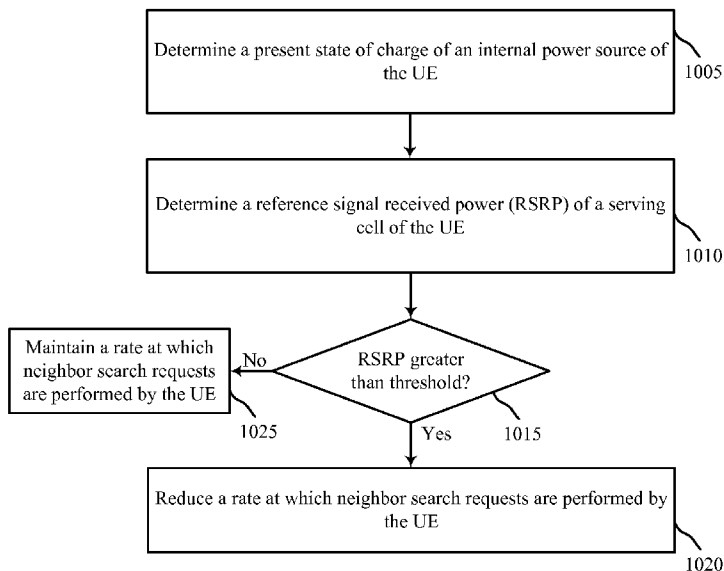 Determine a present state of charge of an internal power source of
the UE
1005
Determine a reference signal received power (RSRP) of a serving
cell of the UE
1010
Maintain a rate at which
neighbor search requests
are performed by the UE
1025
No
RSRP greater
than threshold?
1015
Yes
Reduce a rate at which neighbor search requests are performed by
the UE
1020